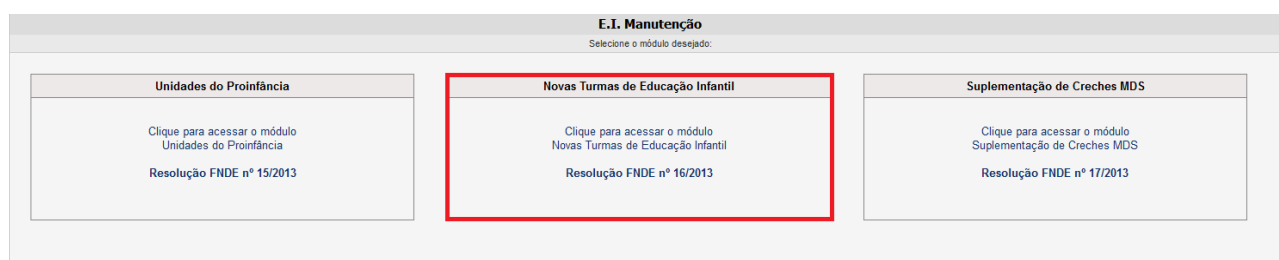 E.I. Manutenção
Selecione o módulo desejado:
Unidades do Proinfância
Clique para acessar o módulo
Unidades do Proinfância
Resolução FNDE nº 15/2013
Novas Turmas de Educação Infantil
Clique para acessar o módulo
Novas Turmas de Educação Infantil
Resolução FNDE nº 16/2013
Suplementação de Creches MDS
Clique para acessar o módulo
Suplementação de Creches MDS
Resolução FNDE nº 17/2013